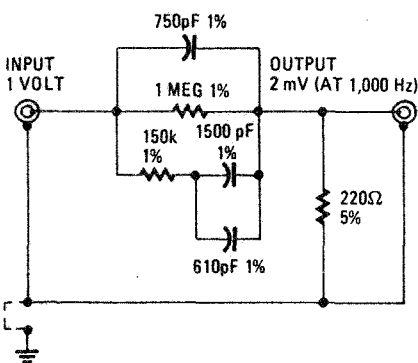 750pF 1%
INPUT
1 VOLT
OUTPUT
2 mV (AT 1,000 Hz)
1 MEG 1%
150k
1%
1500 pF
1%
220Ω
5%
610pF 1%